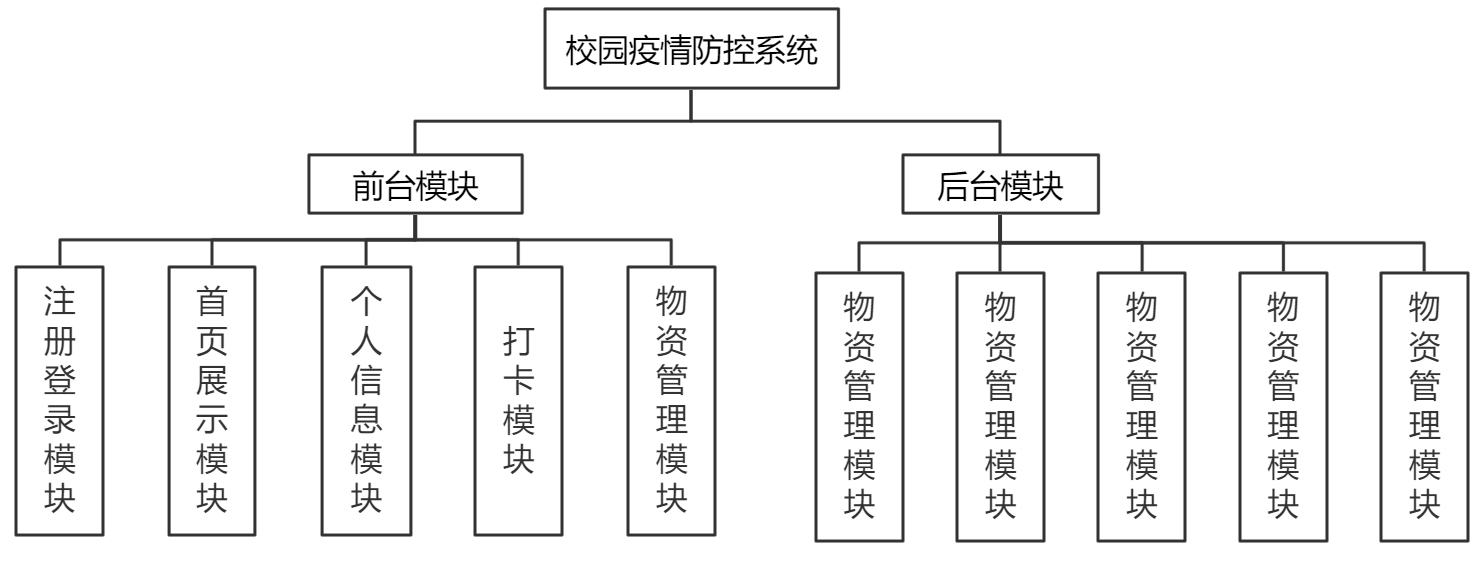 校园疫情防控系统
前台模块
后台模块
注册登录模块
首页展示模块
个人信息模块
打卡模块
物资管理模块
物资管理模块
物资管理模块
物资管理模块
物资管理模块
物资管理模块